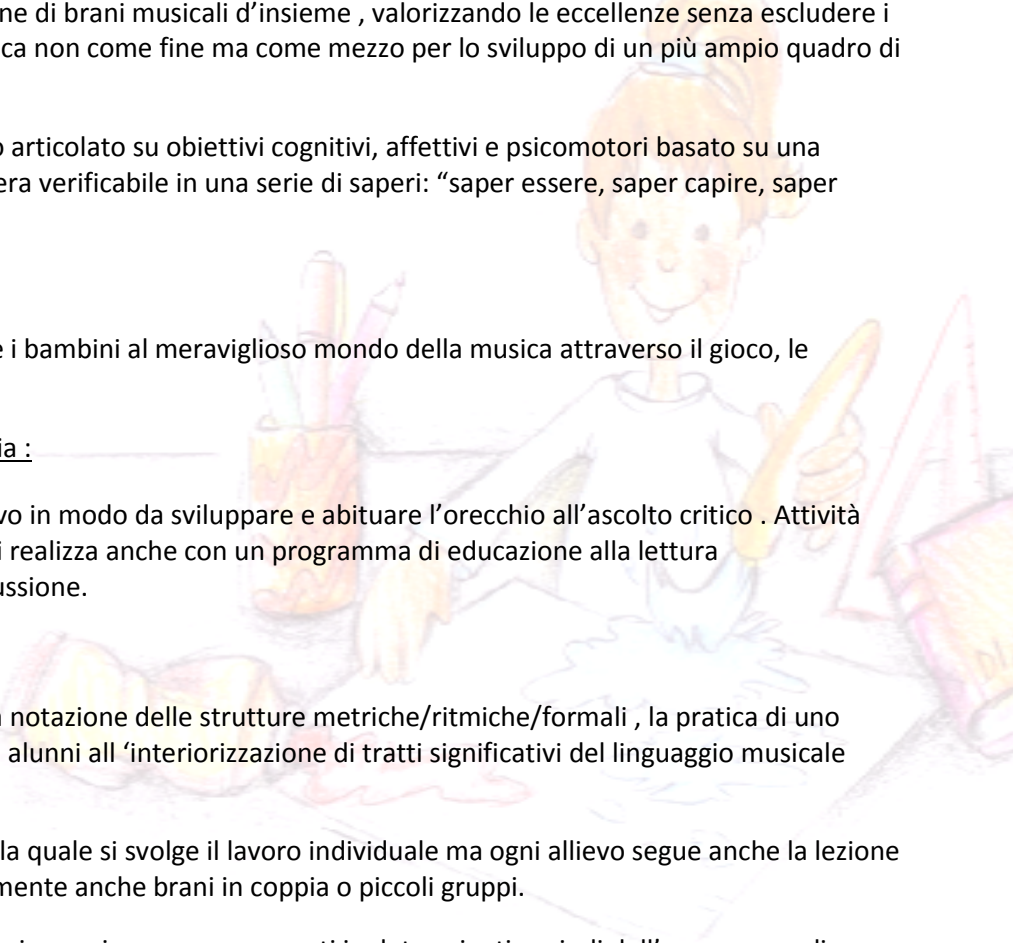 ne di brani musicali d’insieme , valorizzando le eccellenze senza escludere i
ca non come fine ma come mezzo per lo sviluppo di un più ampio quadro di
o articolato su obiettivi cognitivi, affettivi e psicomotori basato su una
era verificabile in una serie di saperi: “saper essere, saper capire, saper
e i bambini al meraviglioso mondo della musica attraverso il gioco, le
ia :
vo in modo da sviluppare e abituare l’orecchio all’ascolto critico . Attività
i realizza anche con un programma di educazione alla lettura
ussione.
a notazione delle strutture metriche/ritmiche/formali , la pratica di uno
alunni all ‘interiorizzazione di tratti significativi del linguaggio musicale
la quale si svolge il lavoro individuale ma ogni allievo segue anche la lezione
mente anche brani in coppia o piccoli gruppi.